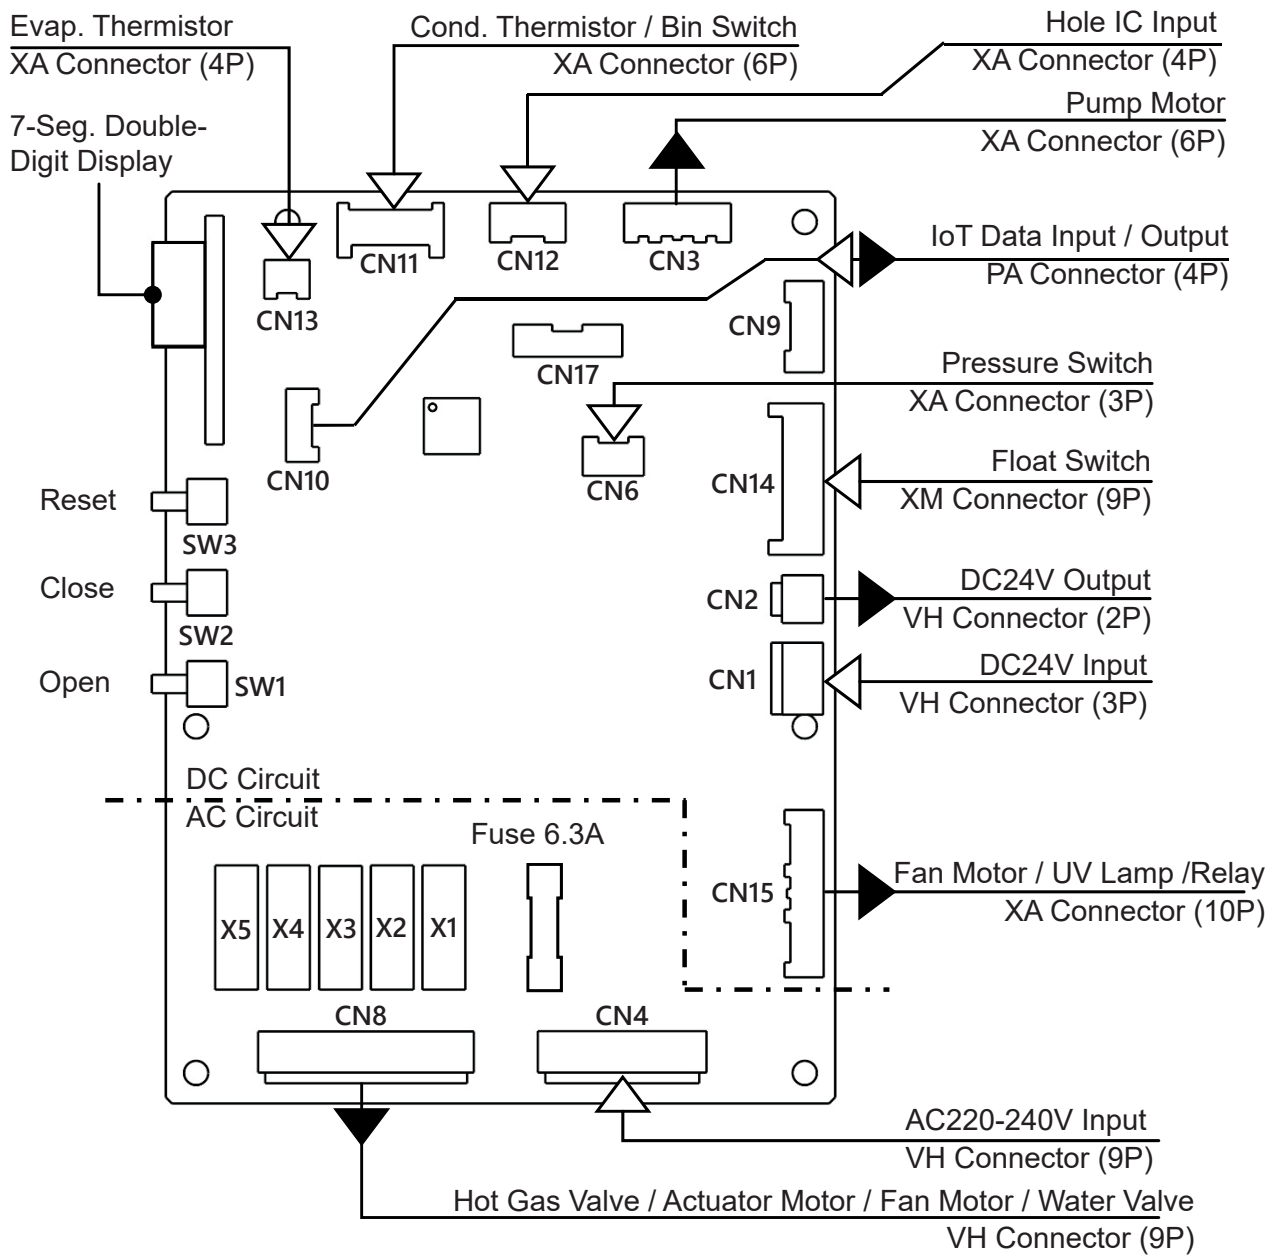 Evap. Thermistor
XA Connector (4P)
Cond. Thermistor / Bin Switch
XA Connector (6P)
Hole IC Input
XA Connector (4P)
Pump Motor
XA Connector (6P)
7-Seg. Double-
Digit Display
IoT Data Input / Output
PA Connector (4P)
CN13
CN11
CN12
CN3
CN9
CN17
Pressure Switch
XA Connector (3P)
CN10
CN6
CN14
Float Switch
XM Connector (9P)
Reset
SW3
Close
SW2
CN2
DC24V Output
VH Connector (2P)
Open
SW1
CN1
DC24V Input
VH Connector (3P)
DC Circuit
AC Circuit
Fuse 6.3A
X5
X4
X3
X2
X1
CN15
Fan Motor / UV Lamp /Relay
XA Connector (10P)
CN8
CN4
AC220-240V Input
VH Connector (9P)
Hot Gas Valve / Actuator Motor / Fan Motor / Water Valve
VH Connector (9P)